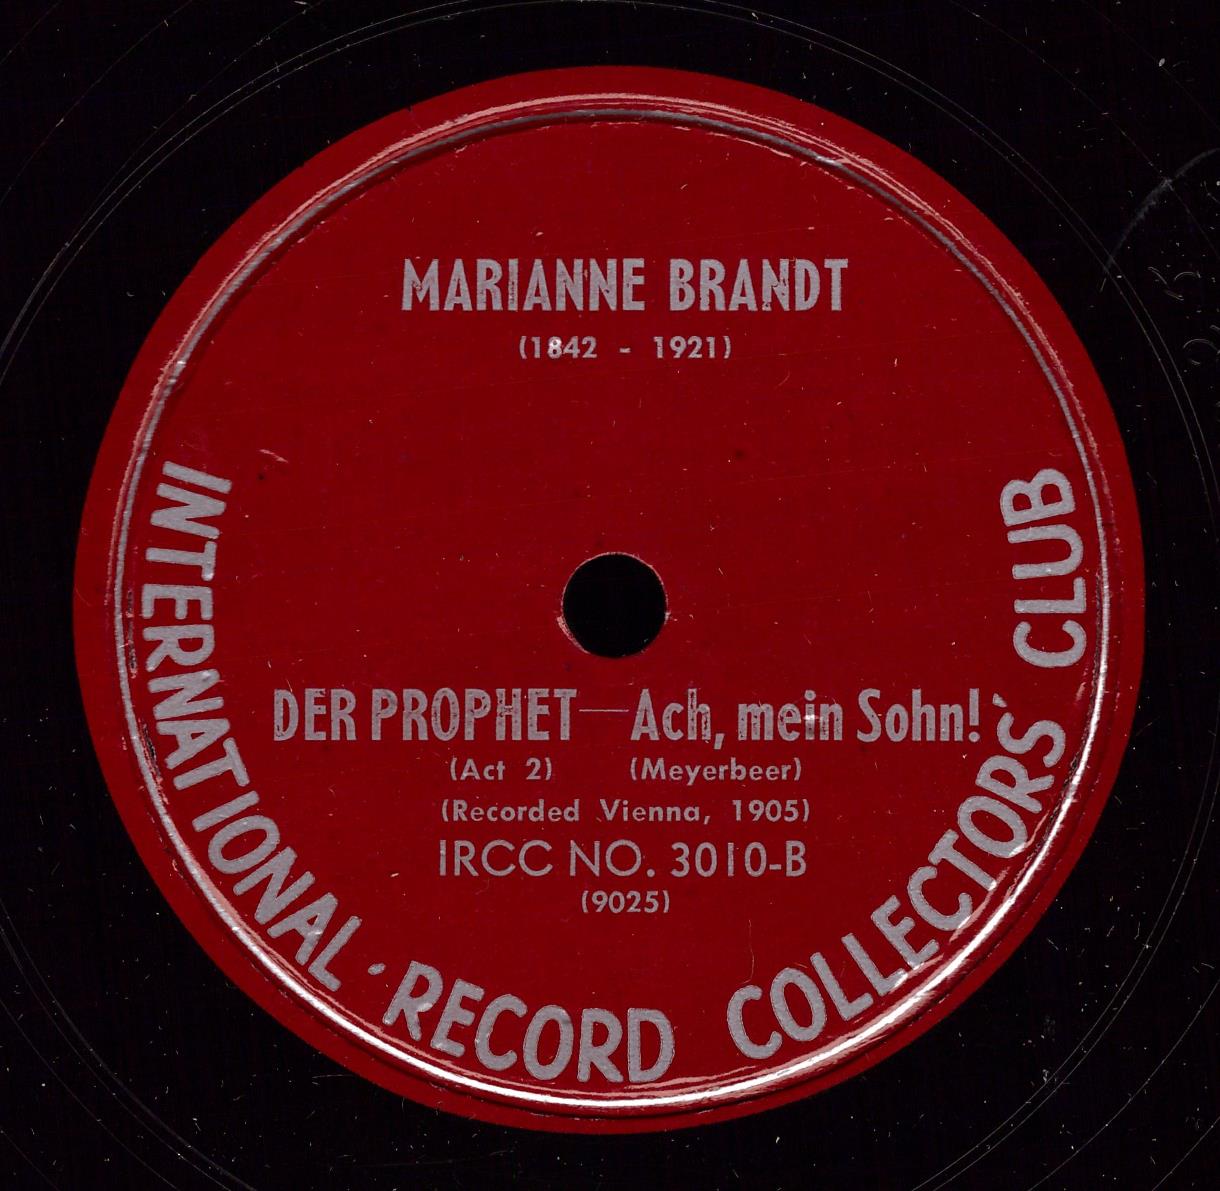 MARIANNE BRANDT
(1842 - 1921)
DER PROPHET — Ach, mein Sohn!
(Act 2) (Meyerbeer)
(Recorded Vienna, 1905)
IRCC NO. 3010-B
(9025)
INTERNATIONAL · RECORD COLLECTORS' CLUB